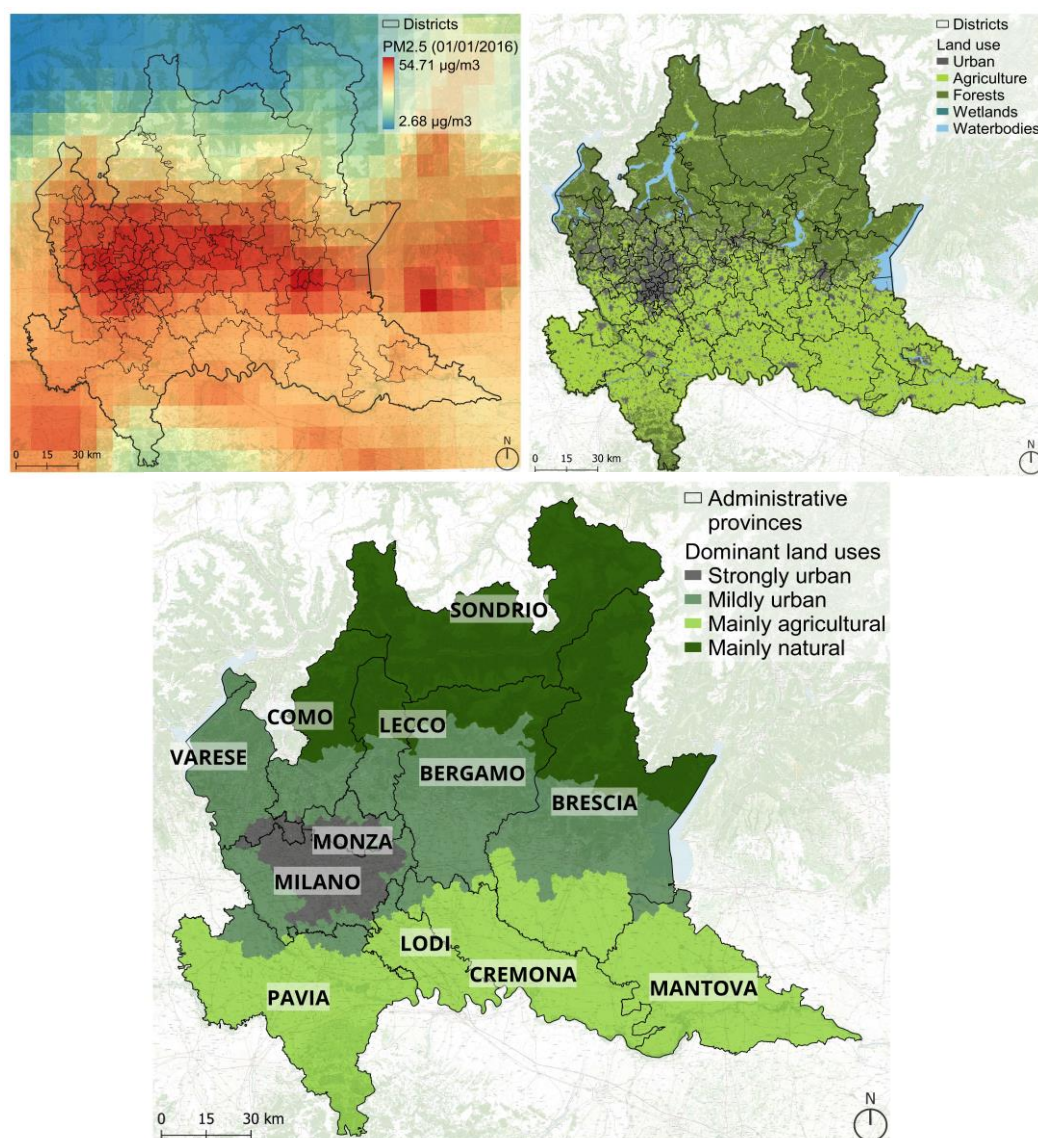 Districts
PM2.5 (01/01/2016)
54.71 μg/m3
2.68 μg/m3
0 15 30 km
N
Districts
Land use
Urban
Agriculture
Forests
Wetlands
Waterbodies
0 15 30 km
N
Administrative
provinces
Dominant land uses
Strongly urban
Mildly urban
Mainly agricultural
Mainly natural
SONDRIO
COMO
LECCO
VARESE
BERGAMO
BRESCIA
MONZA
MILANO
LODI
CREMONA
MANTOVA
PAVIA
0 15 30 km
N